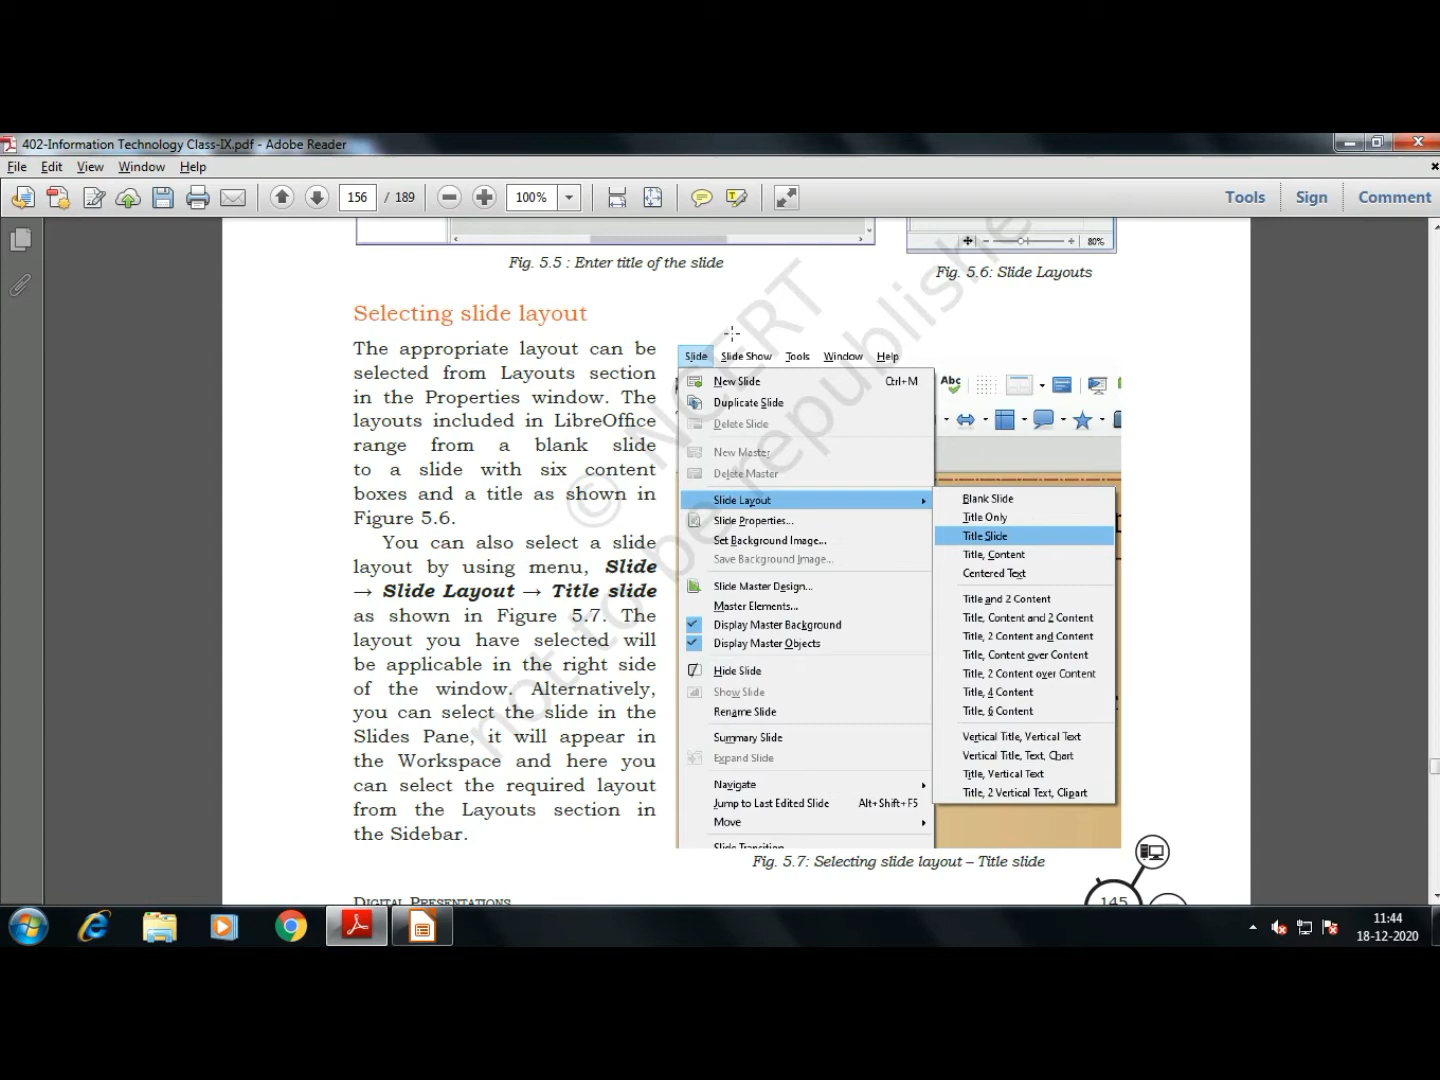 402-Information Technology Class-IX.pdf - Adobe Reader
File Edit View Window Help
156 / 189 100% Tools Sign Comment
80%
Fig. 5.5 : Enter title of the slide
Fig. 5.6: Slide Layouts
Selecting slide layout
The appropriate layout can be
selected from Layouts section
in the Properties window. The
layouts included in LibreOffice
range from a blank slide
to a slide with six content
boxes and a title as shown in
Figure 5.6.
You can also select a slide
layout by using menu, Slide
→ Slide Layout → Title slide
as shown in Figure 5.7. The
layout you have selected will
be applicable in the right side
of the window. Alternatively,
you can select the slide in the
Slides Pane, it will appear in
the Workspace and here you
can select the required layout
from the Layouts section in
the Sidebar.
Slide Slide Show Tools Window Help
New Slide Ctrl+M
Duplicate Slide
Delete Slide
New Master
Delete Master
Slide Layout
Slide Properties...
Set Background Image...
Save Background Image...
Slide Master Design...
Master Elements...
Display Master Background
Display Master Objects
Hide Slide
Show Slide
Rename Slide
Summary Slide
Expand Slide
Navigate
Jump to Last Edited Slide Alt+Shift+F5
Move
Slide Transition
Abc
Blank Slide
Title Only
Title Slide
Title, Content
Centered Text
Title and 2 Content
Title, Content and 2 Content
Title, 2 Content and Content
Title, Content over Content
Title, 2 Content over Content
Title, 4 Content
Title, 6 Content
Vertical Title, Vertical Text
Vertical Title, Text, Chart
Title, Vertical Text
Title, 2 Vertical Text, Clipart
Fig. 5.7: Selecting slide layout – Title slide
© NCERT
not to be republishe
Digital Presentations
145
11:44
18-12-2020